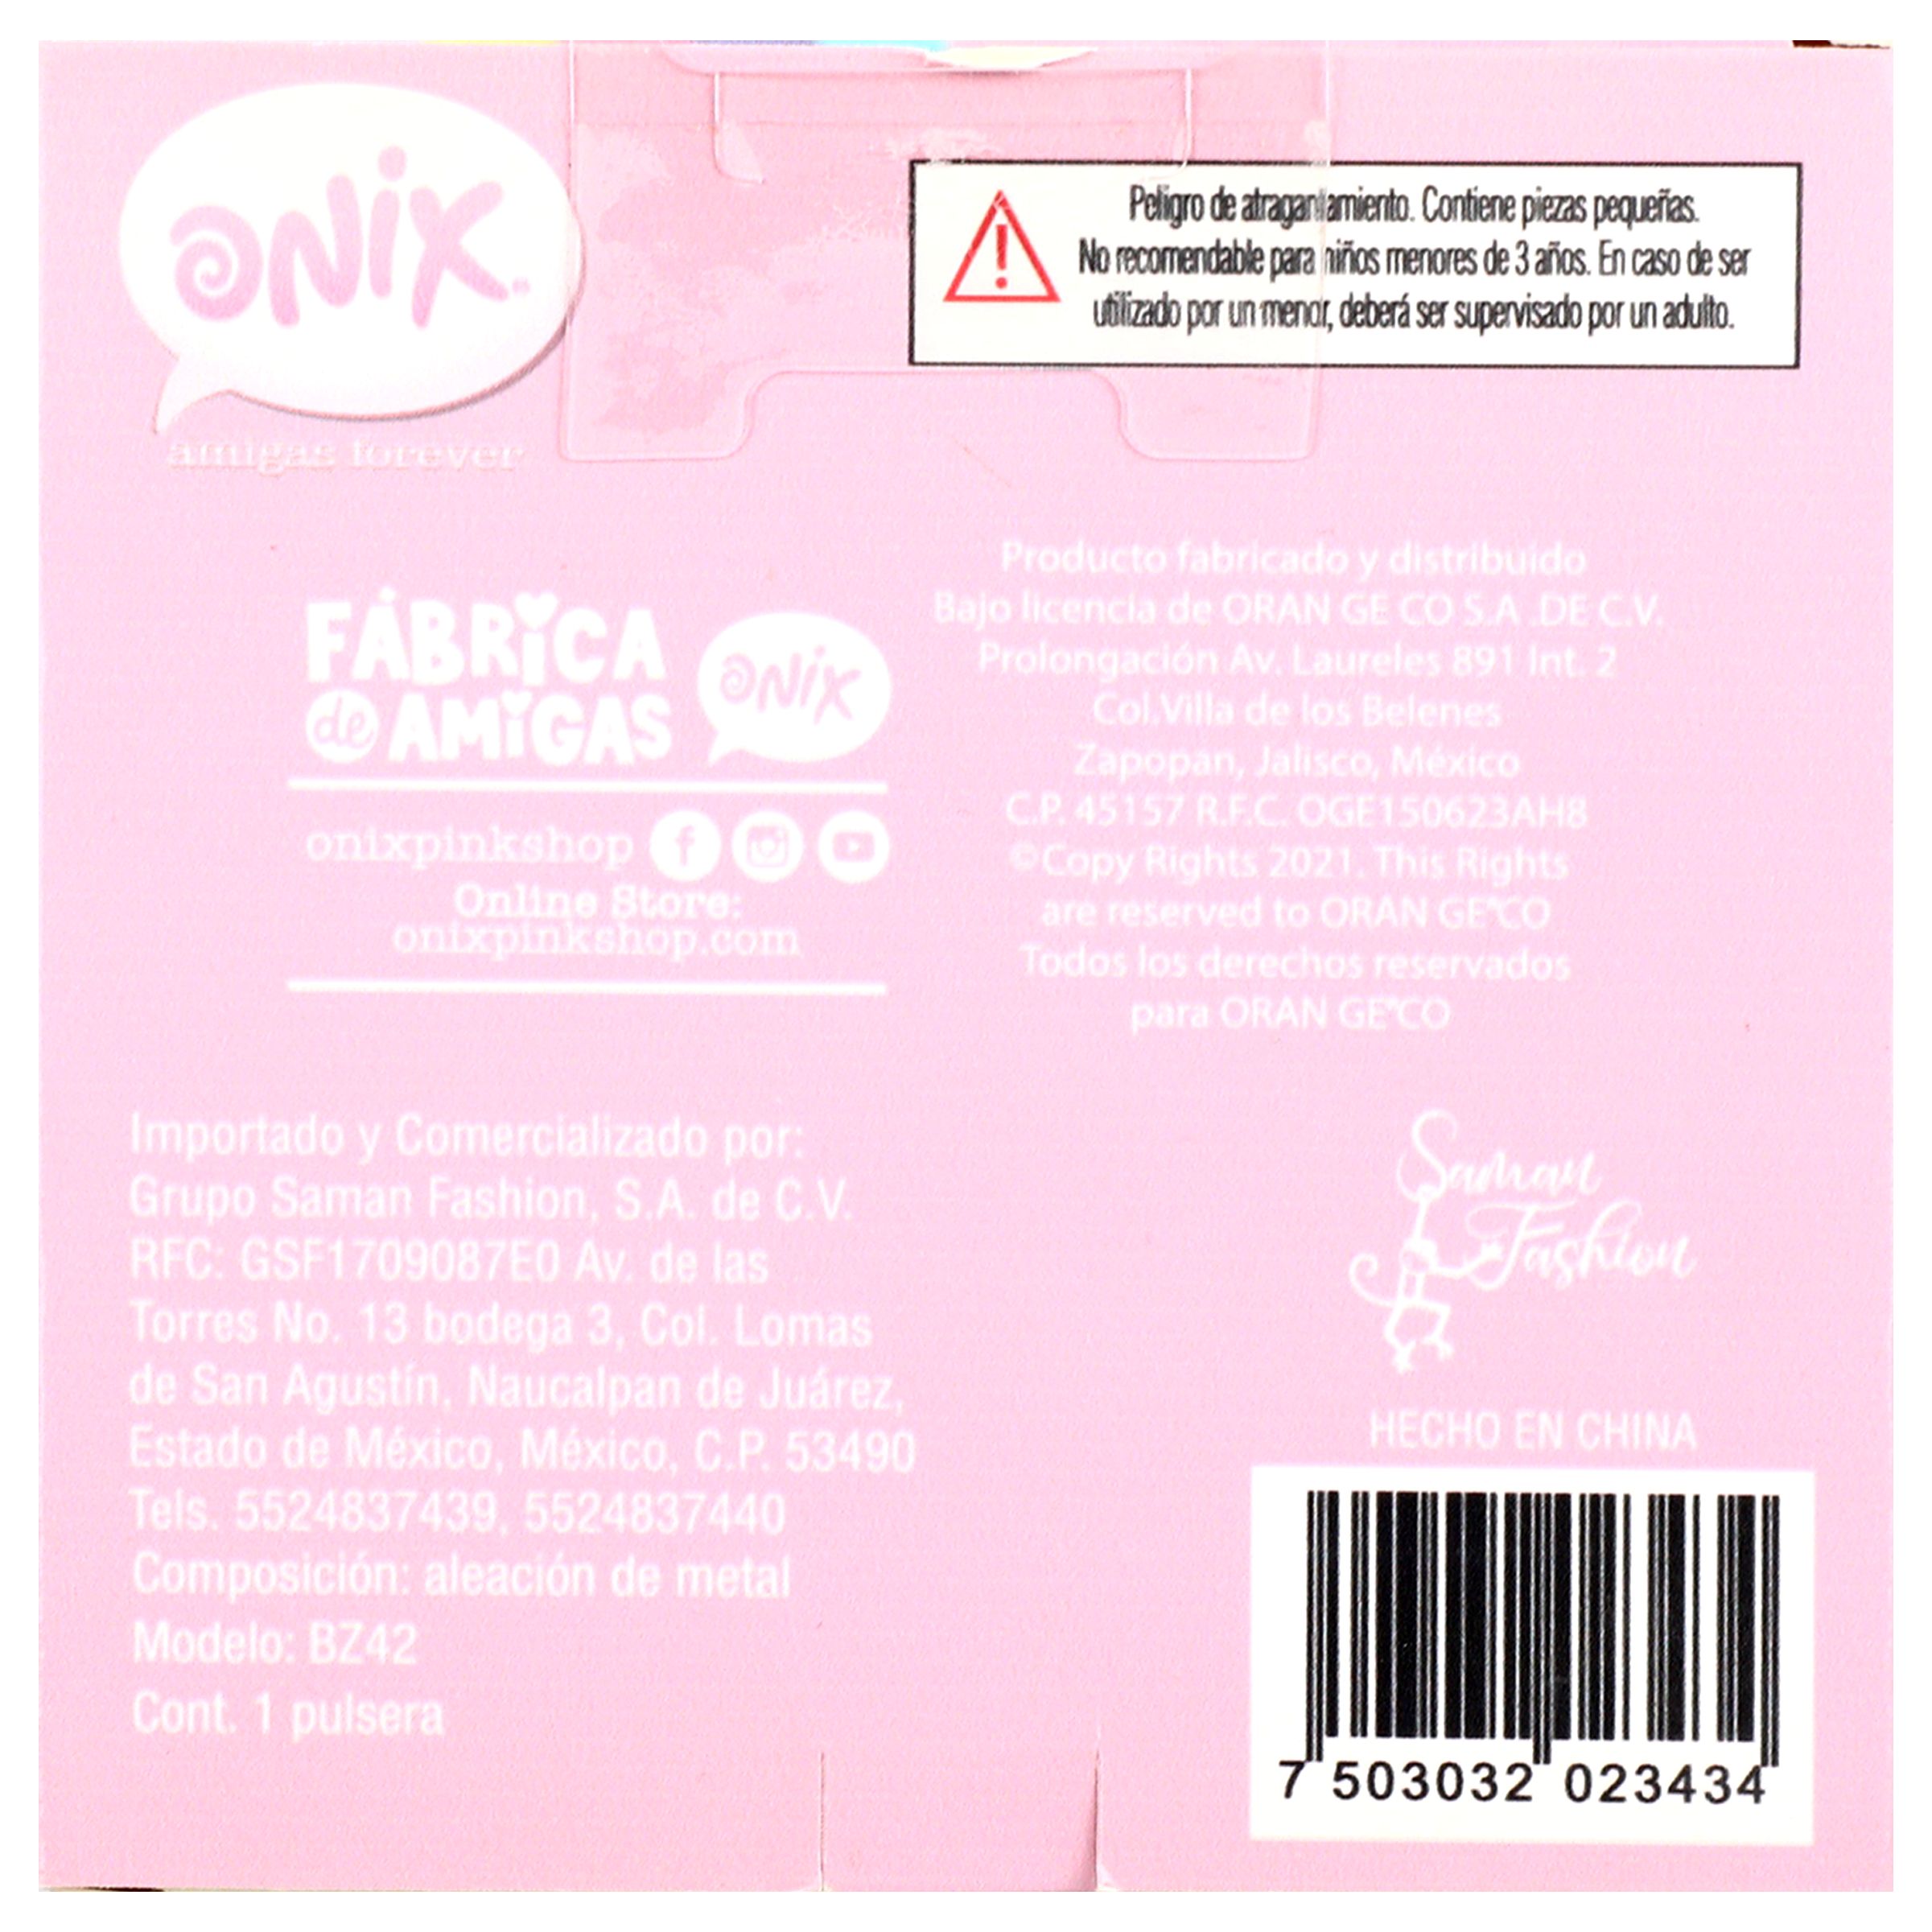 onix
amigas forever
Peligro de atragantamiento. Contiene piezas pequeñas.
No recomendable para niños menores de 3 años. En caso de ser
utilizado por un menor, deberá ser supervisado por un adulto.
FÁBRiCA
de AMiGAS
onix
onixpinkshop
Online Store:
onixpinkshop.com
Producto fabricado y distribuido
Bajo licencia de ORAN GE CO S.A .DE C.V.
Prolongación Av. Laureles 891 Int. 2
Col.Villa de los Belenes
Zapopan, Jalisco, México
C.P. 45157 R.F.C. OGE150623AH8
©Copy Rights 2021. This Rights
are reserved to ORAN GE*CO
Todos los derechos reservados
para ORAN GE*CO
Importado y Comercializado por:
Grupo Saman Fashion, S.A. de C.V.
RFC: GSF1709087E0 Av. de las
Torres No. 13 bodega 3, Col. Lomas
de San Agustín, Naucalpan de Juárez,
Estado de México, México, C.P. 53490
Tels. 5524837439, 5524837440
Composición: aleación de metal
Modelo: BZ42
Cont. 1 pulsera
Saman
Fashion
HECHO EN CHINA
7 503032 023434